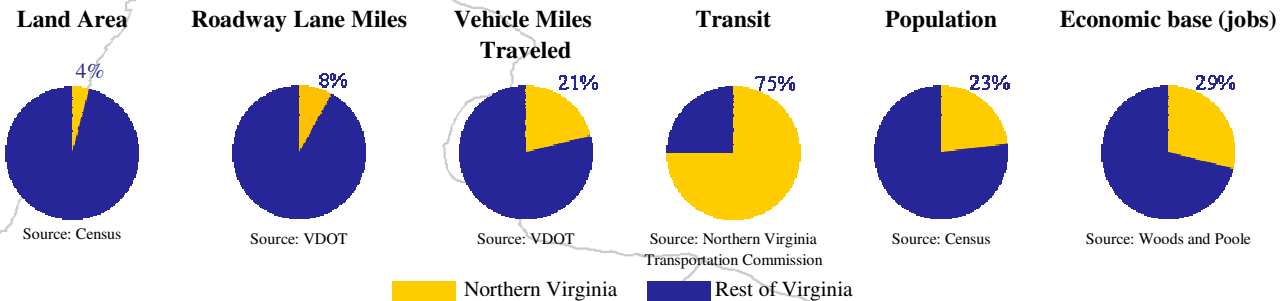 Land Area
Roadway Lane Miles
Vehicle Miles
Traveled
Transit
Population
Economic base (jobs)
4%
8%
21%
75%
23%
29%
Source: Census
Source: VDOT
Source: VDOT
Source: Northern Virginia
Transportation Commission
Source: Census
Source: Woods and Poole
Northern Virginia
Rest of Virginia